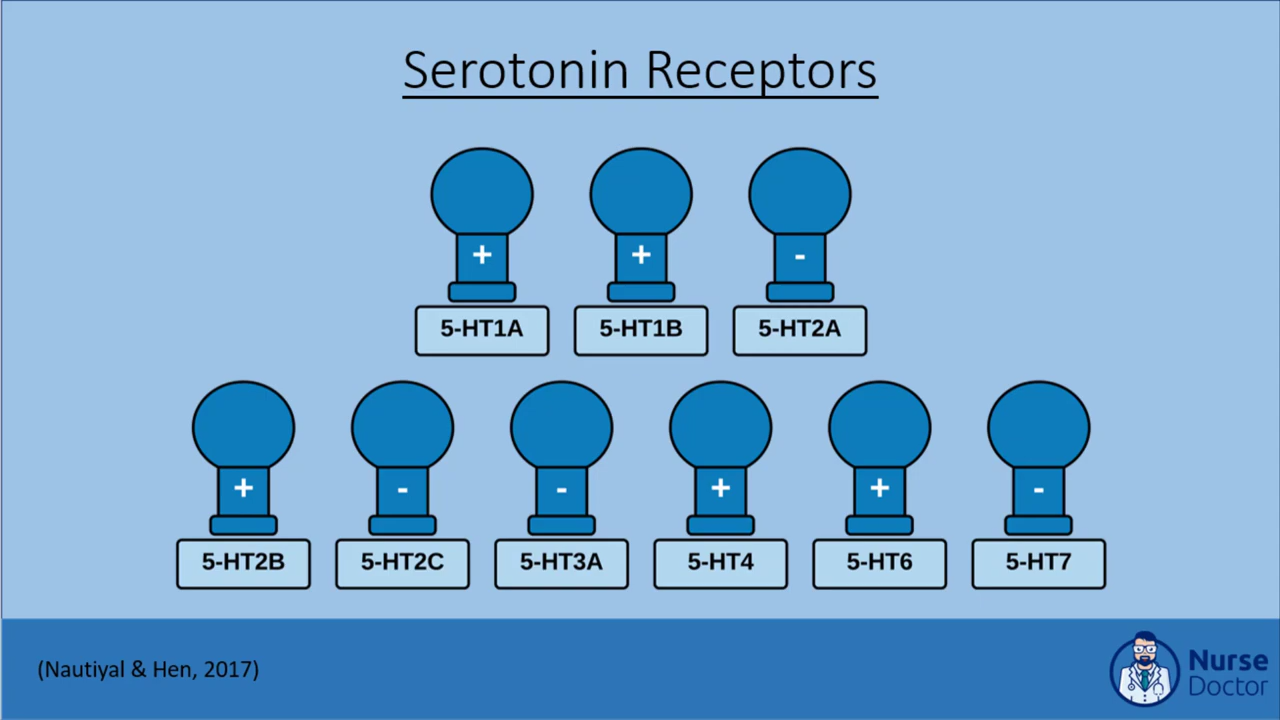 Serotonin Receptors
+ + -
5-HT1A 5-HT1B 5-HT2A
+ - - + + -
5-HT2B 5-HT2C 5-HT3A 5-HT4 5-HT6 5-HT7
(Nautiyal & Hen, 2017)
Nurse
Doctor